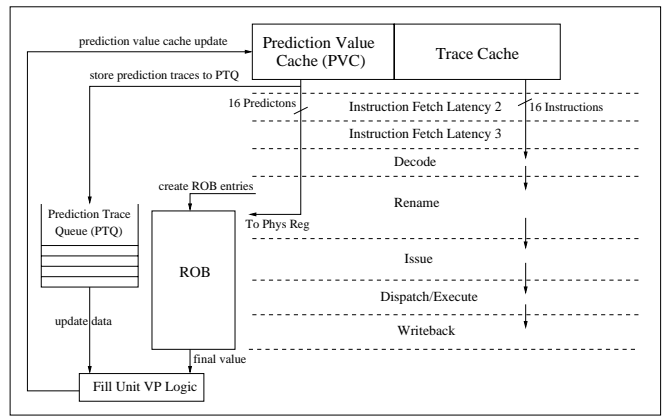 prediction value cache update
Prediction Value
Cache (PVC)
Trace Cache
store prediction traces to PTQ
16 Predictons
Instruction Fetch Latency 2
16 Instructions
Instruction Fetch Latency 3
Decode
create ROB entries
Rename
Prediction Trace
Queue (PTQ)
To Phys Reg
ROB
Issue
Dispatch/Execute
update data
Writeback
final value
Fill Unit VP Logic